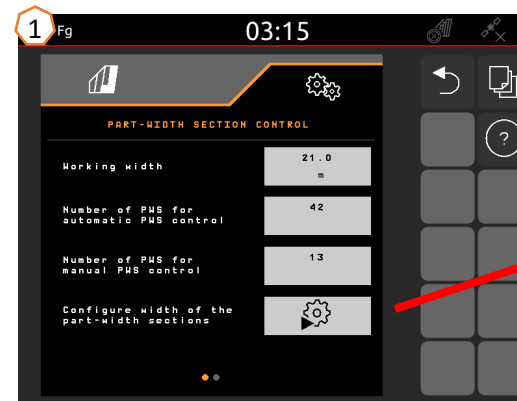 1
Fg
03:15
PART-WIDTH SECTION CONTROL
Working width
21.0
m
Number of PWS for
automatic PWS control
42
Number of PWS for
manual PWS control
13
Configure width of the
part-width sections
?